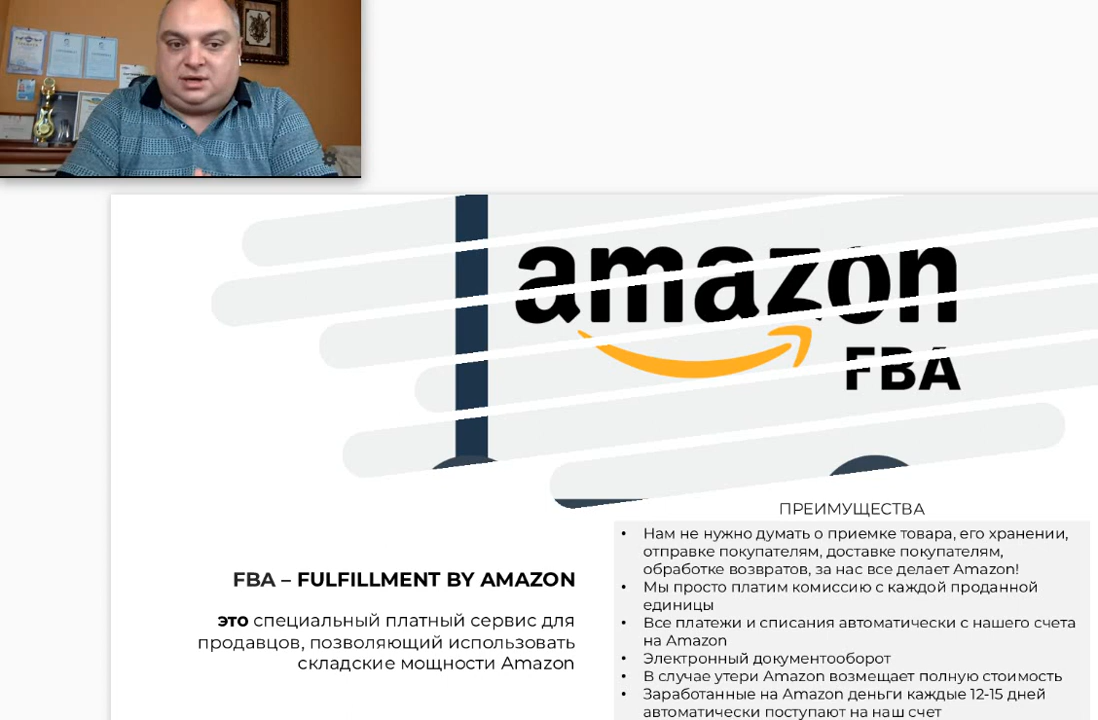 amazon
FBA
FBA – FULFILLMENT BY AMAZON
это специальный платный сервис для
продавцов, позволяющий использовать
складские мощности Amazon
ПРЕИМУЩЕСТВА
• Нам не нужно думать о приемке товара, его хранении,
отправке покупателям, доставке покупателям,
обработке возвратов, за нас все делает Amazon!
• Мы просто платим комиссию с каждой проданной
единицы
• Все платежи и списания автоматически с нашего счета
на Amazon
• Электронный документооборот
• В случае утери Amazon возмещает полную стоимость
• Заработанные на Amazon деньги каждые 12-15 дней
автоматически поступают на наш счет